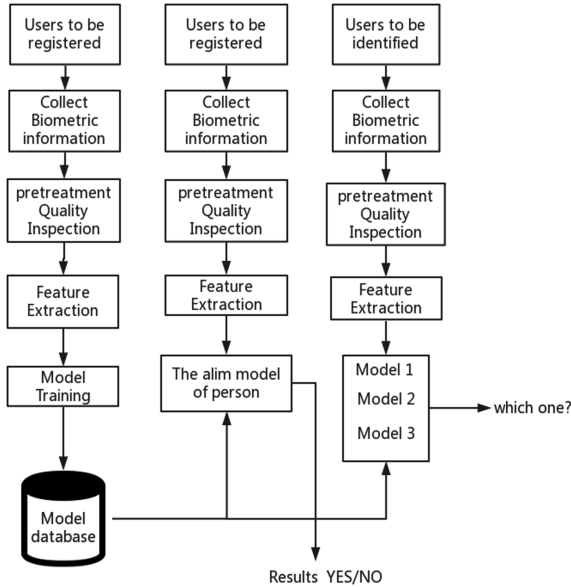 Users to be
registered
Collect
Biometric
information
pretreatment
Quality
Inspection
Feature
Extraction
Model
Training
Model
database
Users to be
registered
Collect
Biometric
information
pretreatment
Quality
Inspection
Feature
Extraction
The alim model
of person
Results YES/NO
Users to be
identified
Collect
Biometric
information
pretreatment
Quality
Inspection
Feature
Extraction
Model 1
Model 2
Model 3
which one?